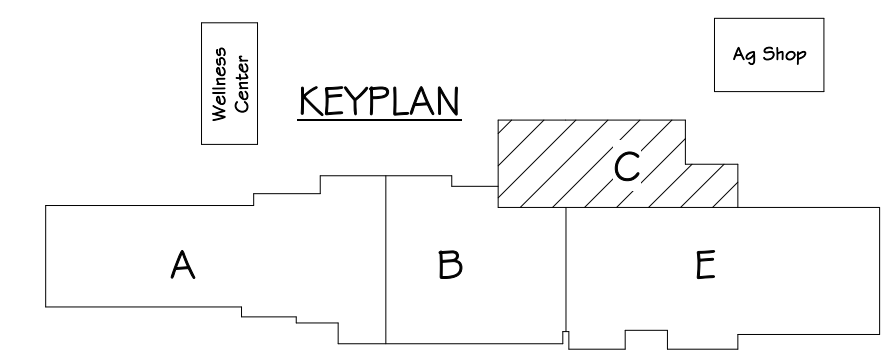 Wellness
Center
Ag Shop
KEYPLAN
C
A
B
E